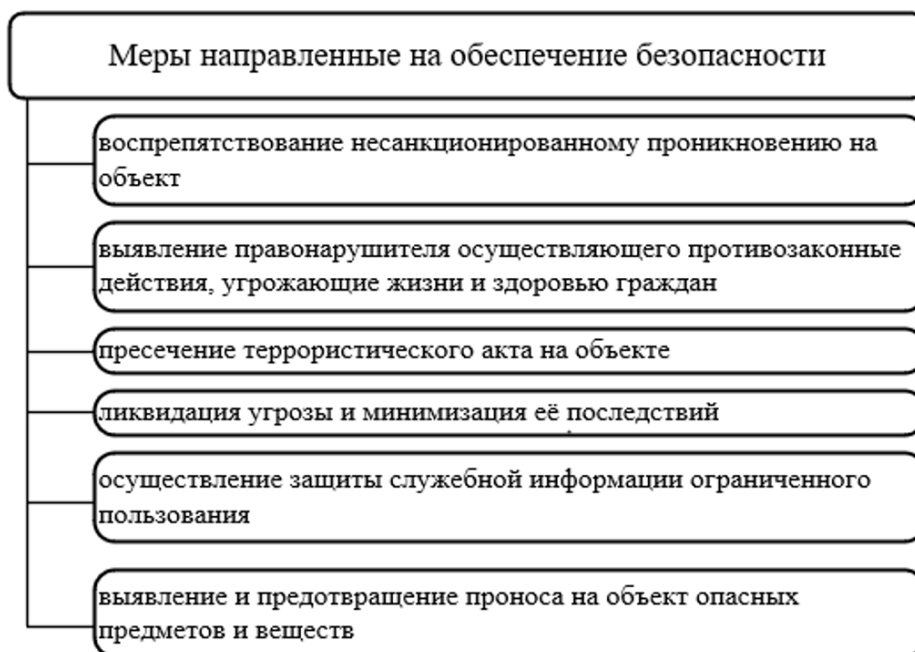 Меры направленные на обеспечение безопасности
воспрепятствование несанкционированному проникновению на
объект
выявление правонарушителя осуществляющего противозаконные
действия, угрожающие жизни и здоровью граждан
пресечение террористического акта на объекте
ликвидация угрозы и минимизация её последствий
осуществление защиты служебной информации ограниченного
пользования
выявление и предотвращение проноса на объект опасных
предметов и веществ